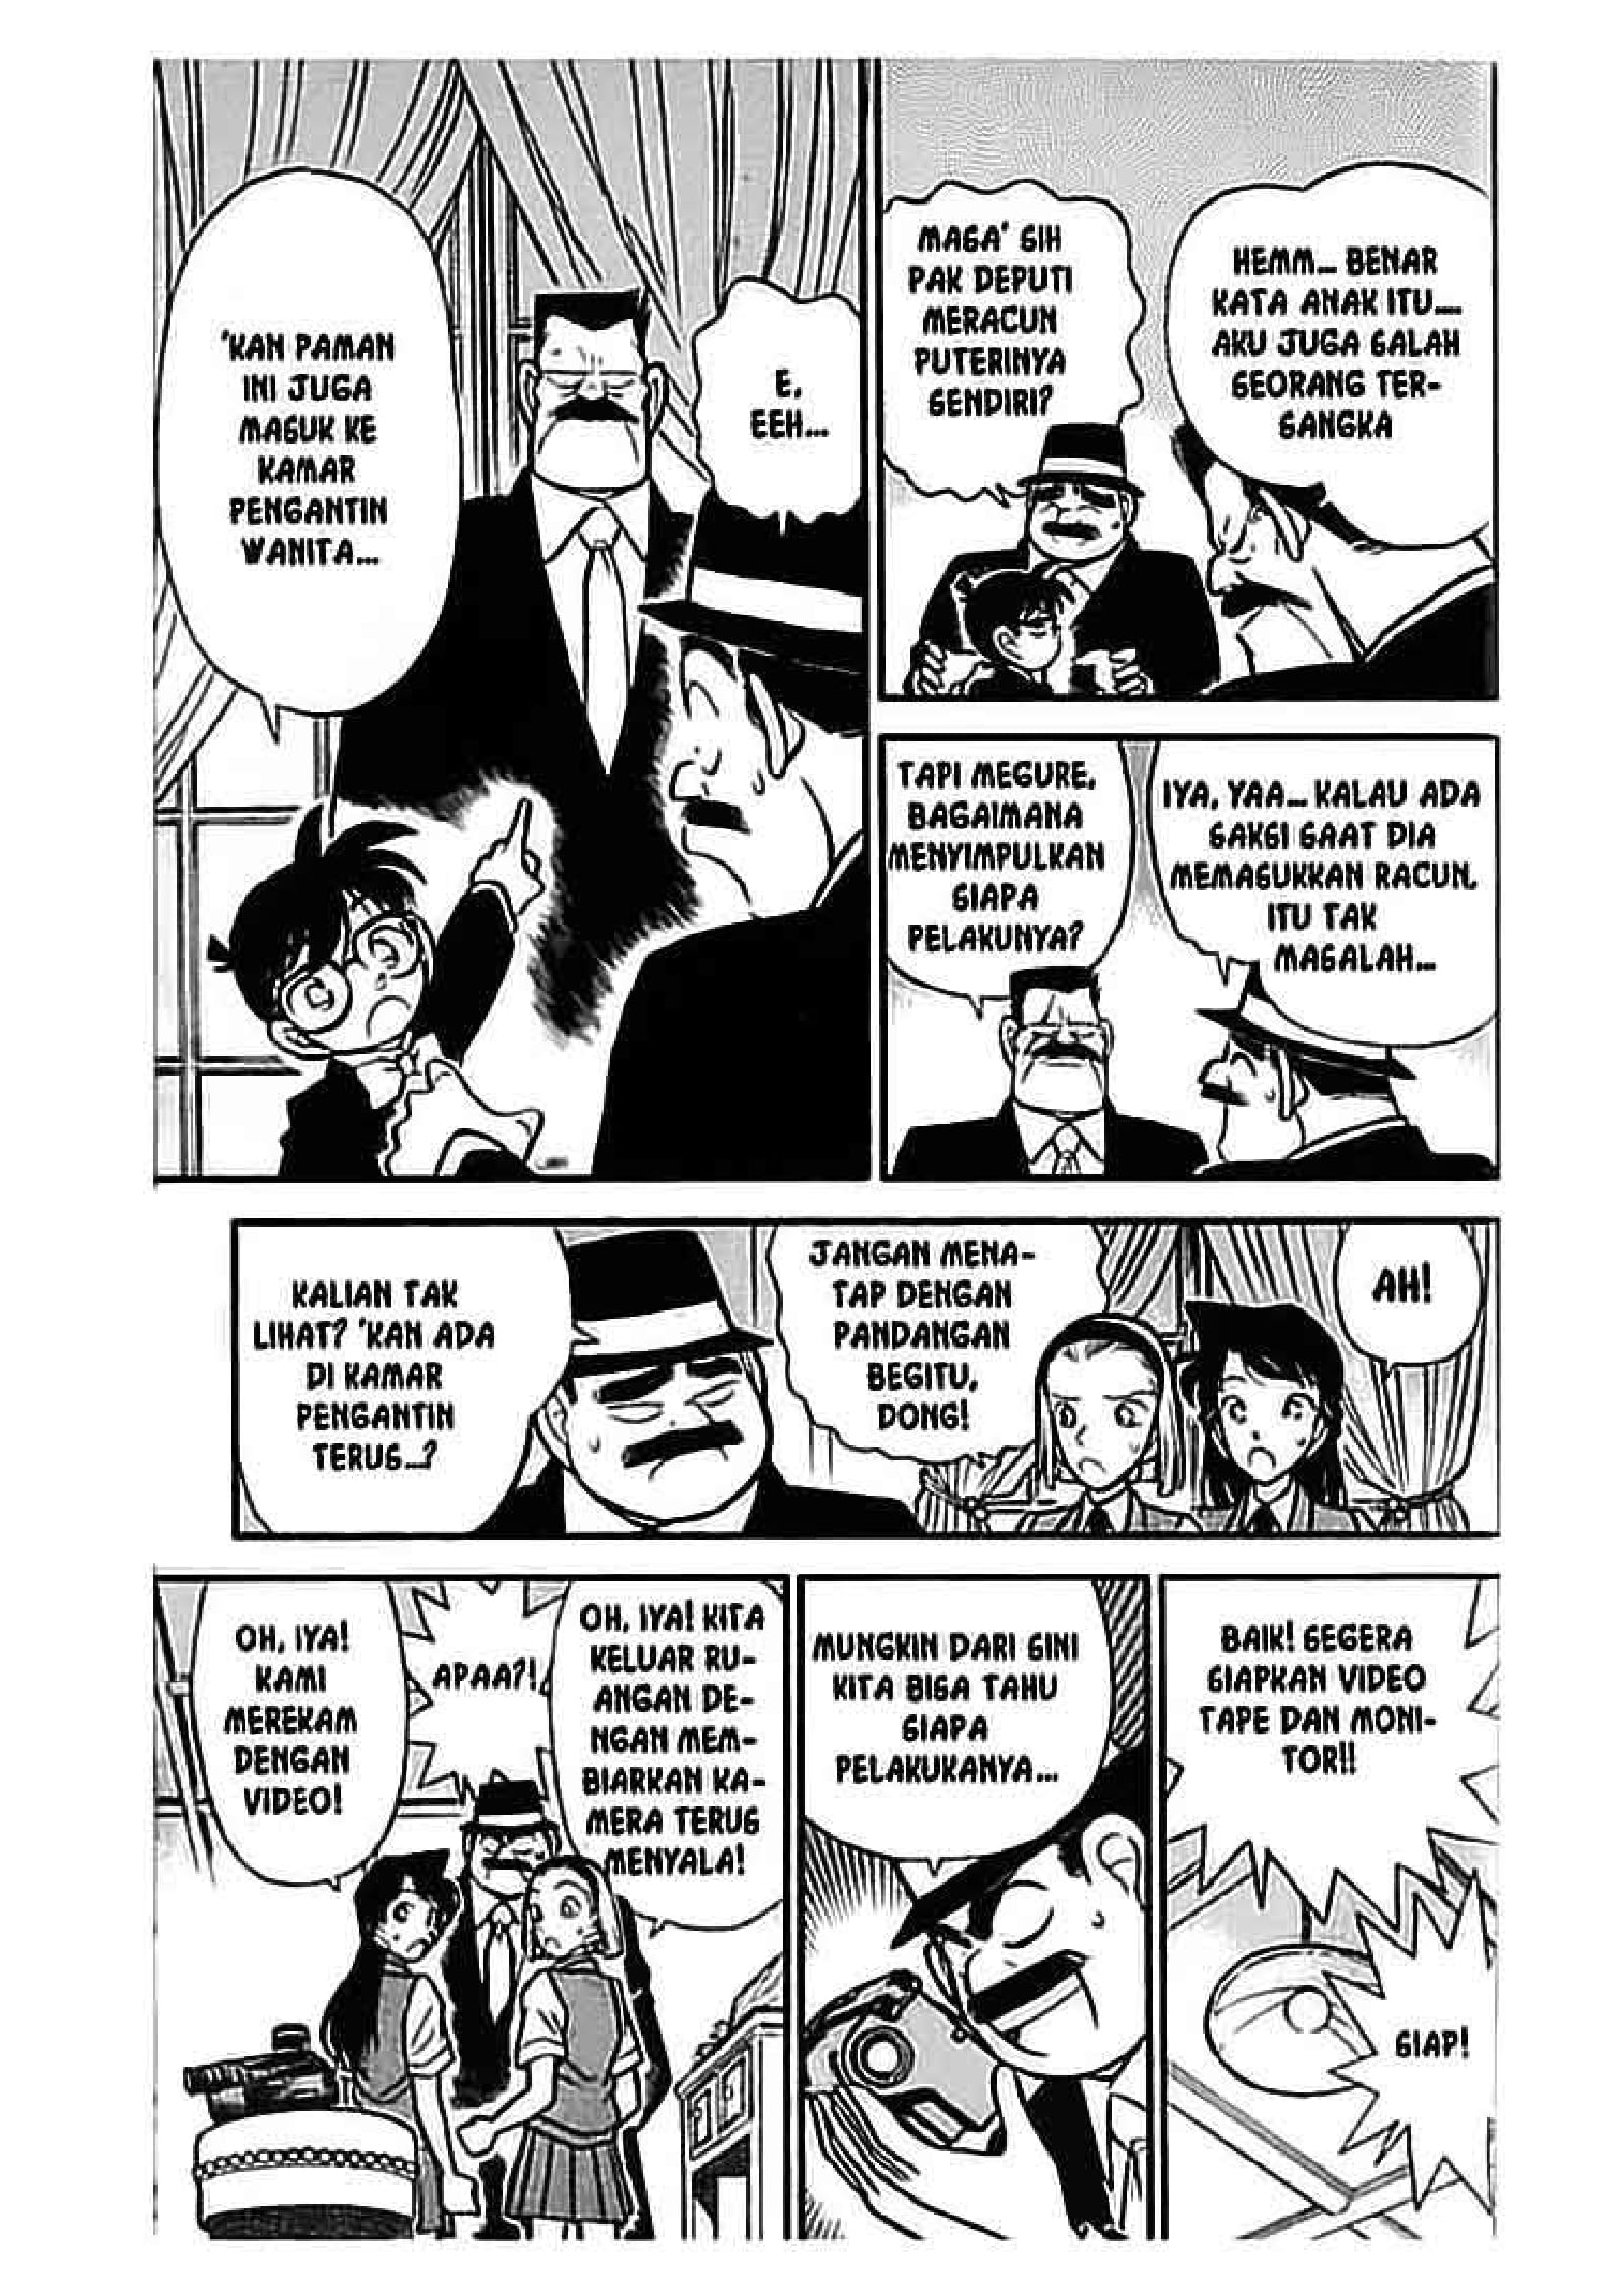 'KAN PAMAN
INI JUGA
MASUK KE
KAMAR
PENGANTIN
WANITA...
E,
EEH...
MASA' SIH
PAK DEPUTI
MERACUN
PUTERINYA
SENDIRI?
HEMM... BENAR
KATA ANAK ITU...
AKU JUGA SALAH
SEORANG TER-
SANGKA
TAPI MEGURE,
BAGAIMANA
MENYIMPULKAN
SIAPA
PELAKUNYA?
IYA, YAA... KALAU ADA
SAKSI SAAT DIA
MEMASUKKAN RACUN,
ITU TAK
MASALAH...
KALIAN TAK
LIHAT? 'KAN ADA
DI KAMAR
PENGANTIN
TERUS...?
JANGAN MENA-
TAP DENGAN
PANDANGAN
BEGITU,
DONG!
AH!
OH, IYA!
KAMI
MEREKAM
DENGAN
VIDEO!
APAA?!
OH, IYA! KITA
KELUAR RU-
ANGAN DE-
NGAN MEM-
BIARKAN KA-
MERA TERUS
MENYALA!
MUNGKIN DARI SINI
KITA BISA TAHU
SIAPA
PELAKUKANYA...
BAIK! SEGERA
SIAPKAN VIDEO
TAPE DAN MONI-
TOR!!
SIAP!